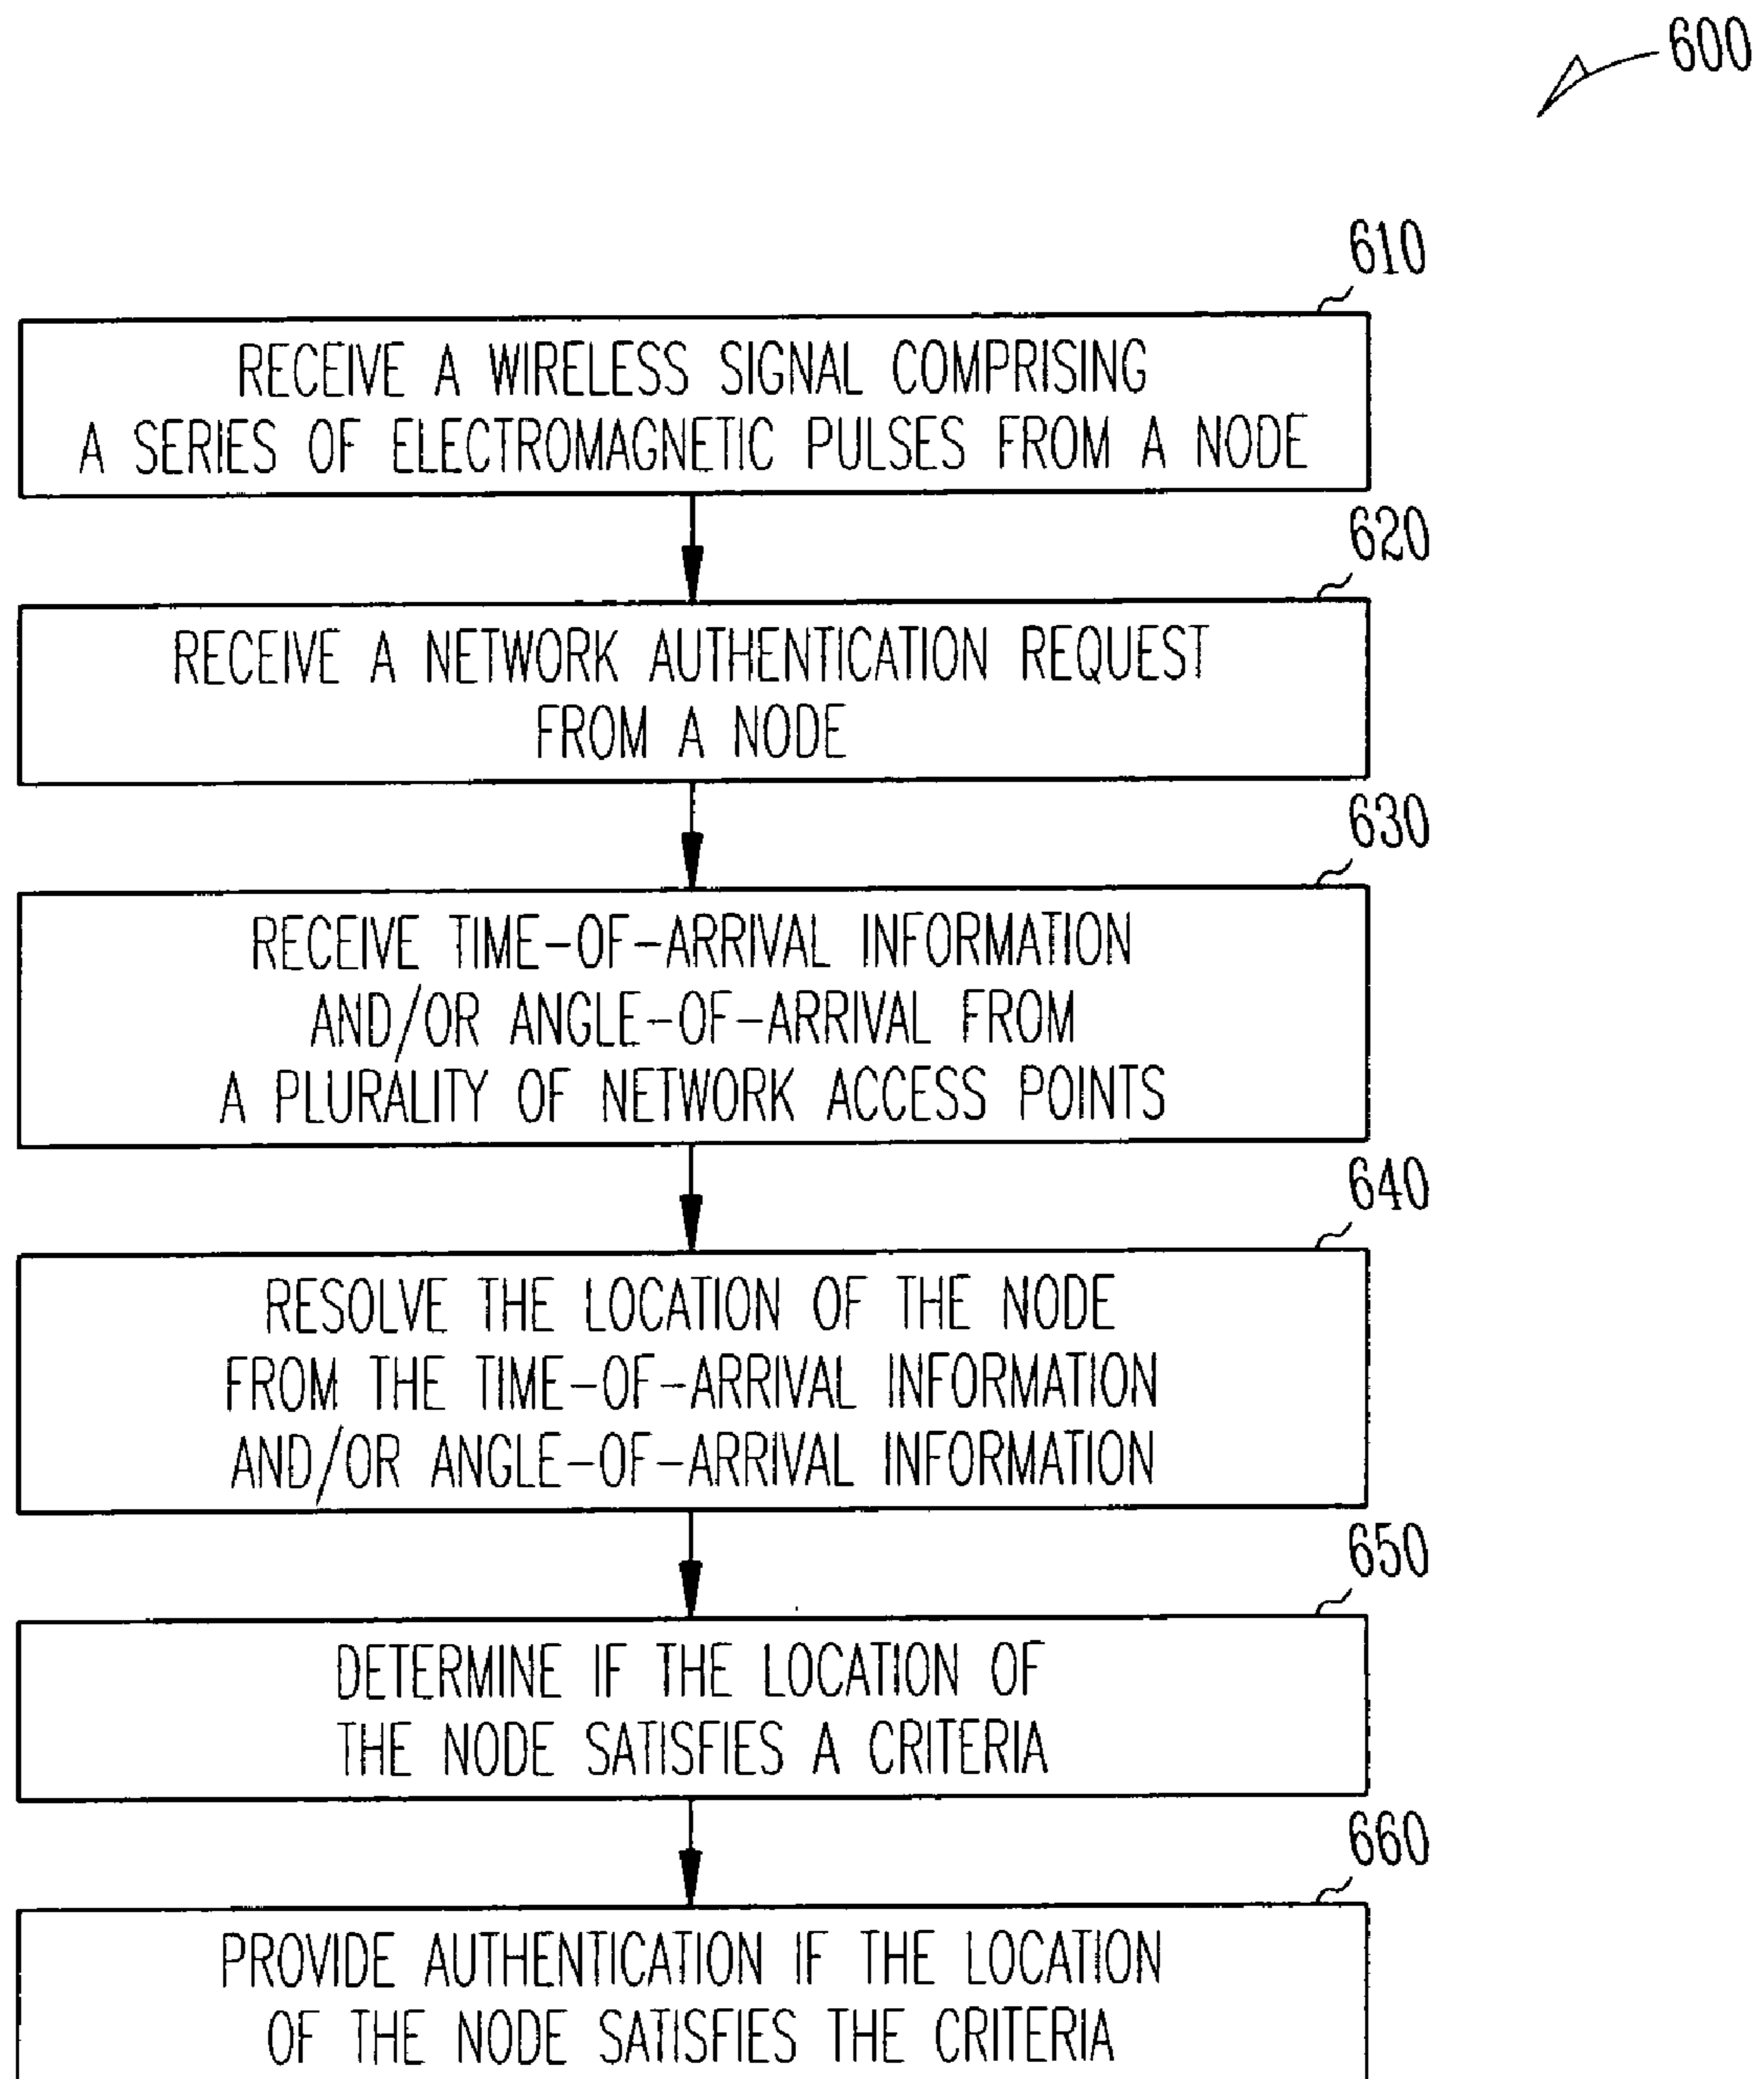 600
610
RECEIVE A WIRELESS SIGNAL COMPRISING
A SERIES OF ELECTROMAGNETIC PULSES FROM A NODE
620
RECEIVE A NETWORK AUTHENTICATION REQUEST
FROM A NODE
630
RECEIVE TIME-OF-ARRIVAL INFORMATION
AND/OR ANGLE-OF-ARRIVAL FROM
A PLURALITY OF NETWORK ACCESS POINTS
640
RESOLVE THE LOCATION OF THE NODE
FROM THE TIME-OF-ARRIVAL INFORMATION
AND/OR ANGLE-OF-ARRIVAL INFORMATION
650
DETERMINE IF THE LOCATION OF
THE NODE SATISFIES A CRITERIA
660
PROVIDE AUTHENTICATION IF THE LOCATION
OF THE NODE SATISFIES THE CRITERIA